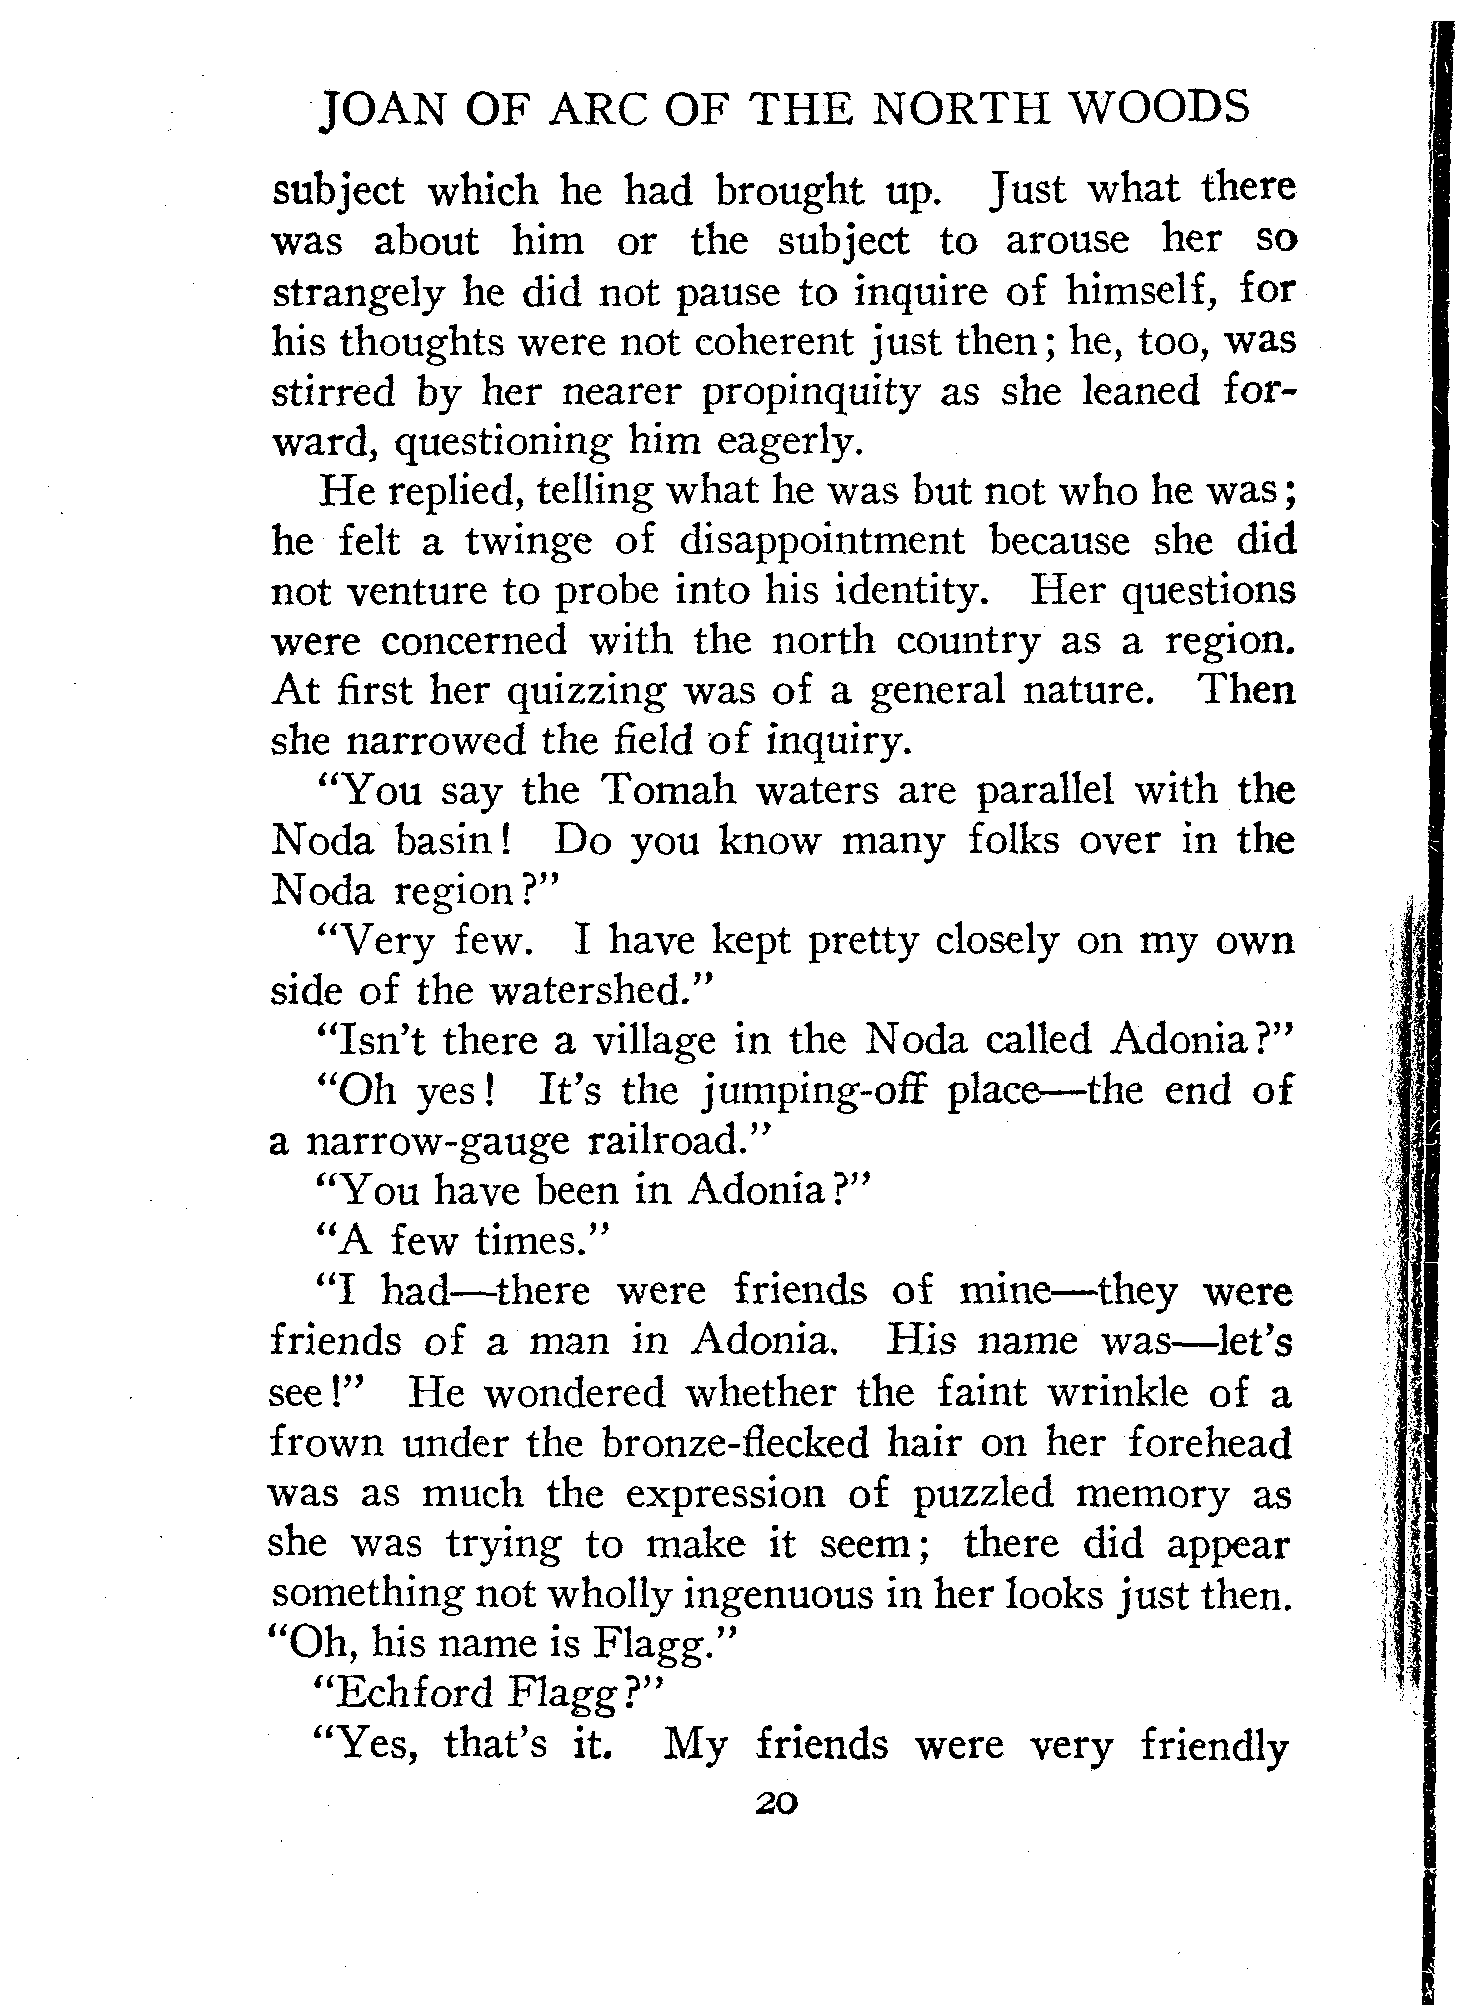 JOAN OF ARC OF THE NORTH WOODS
subject which he had brought up. Just what there
was about him or the subject to arouse her so
strangely he did not pause to inquire of himself, for
his thoughts were not coherent just then; he, too, was
stirred by her nearer propinquity as she leaned for-
ward, questioning him eagerly.
He replied, telling what he was but not who he was;
he felt a twinge of disappointment because she did
not venture to probe into his identity. Her questions
were concerned with the north country as a region.
At first her quizzing was of a general nature. Then
she narrowed the field of inquiry.
“You say the Tomah waters are parallel with the
Noda basin! Do you know many folks over in the
Noda region?”
“Very few. I have kept pretty closely on my own
side of the watershed.”
“Isn’t there a village in the Noda called Adonia?”
“Oh yes! It’s the jumping-off place—the end of
a narrow-gauge railroad.”
“You have been in Adonia?”
“A few times.”
“I had—there were friends of mine—they were
friends of a man in Adonia. His name was—let’s
see!” He wondered whether the faint wrinkle of a
frown under the bronze-flecked hair on her forehead
was as much the expression of puzzled memory as
she was trying to make it seem; there did appear
something not wholly ingenuous in her looks just then.
“Oh, his name is Flagg.”
“Echford Flagg?”
“Yes, that’s it. My friends were very friendly
20